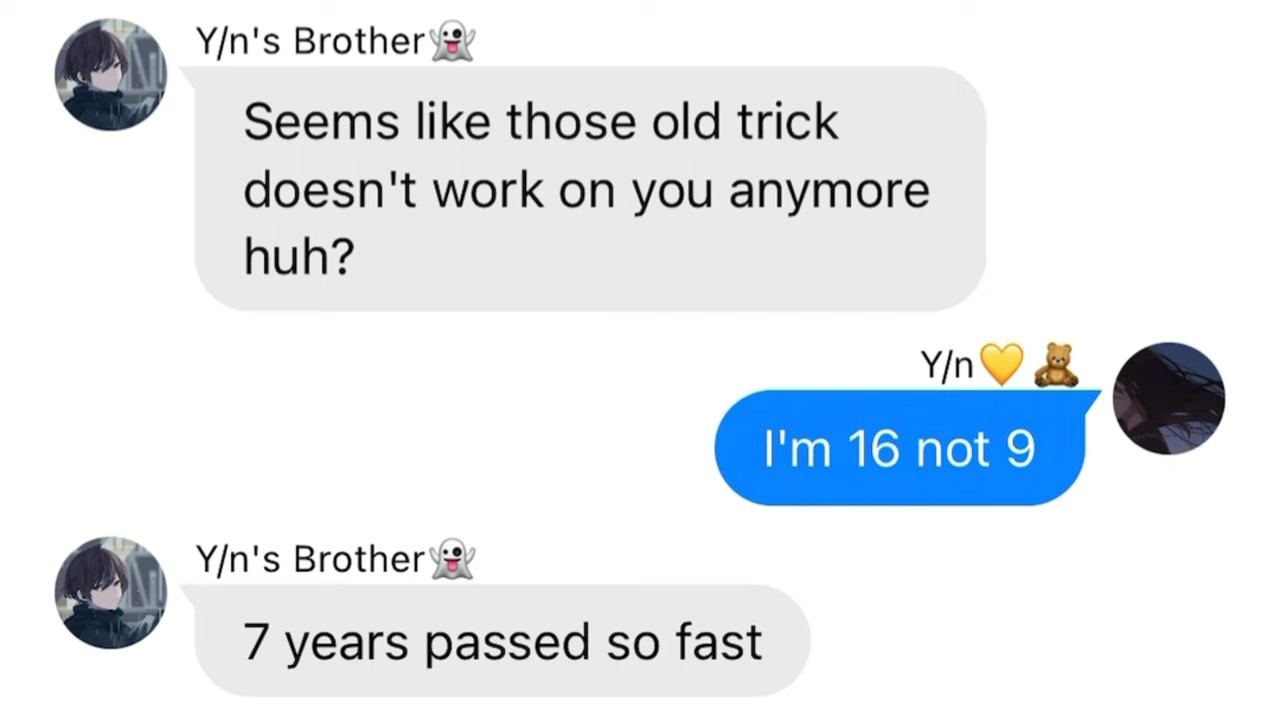 Y/n's Brother👻
Seems like those old trick
doesn't work on you anymore
huh?
Y/n💛🧸
I'm 16 not 9
Y/n's Brother👻
7 years passed so fast